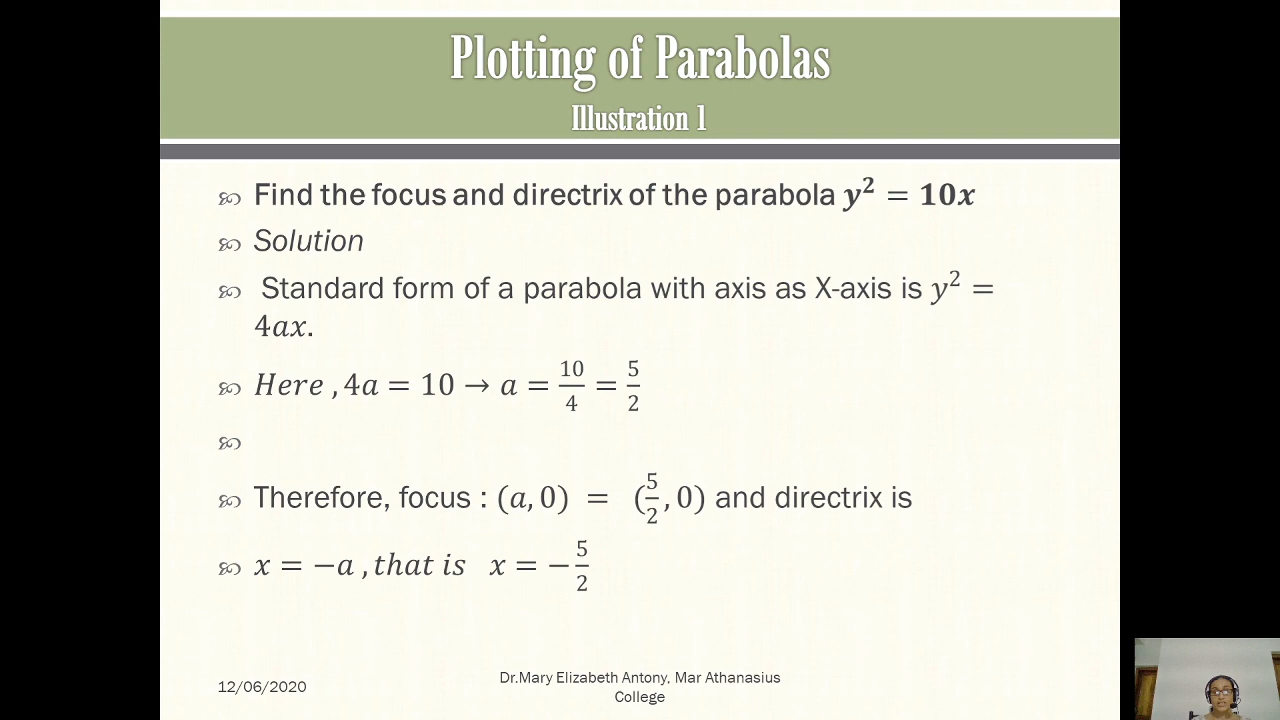 Plotting of Parabolas
Illustration 1
Find the focus and directrix of the parabola y² = 10x
Solution
Standard form of a parabola with axis as X-axis is y² =
4ax.
Here , 4a = 10 → a = 10/4 = 5/2
Therefore, focus : (a, 0) = (5/2, 0) and directrix is
x = −a , that is x = −5/2
12/06/2020
Dr.Mary Elizabeth Antony, Mar Athanasius
College